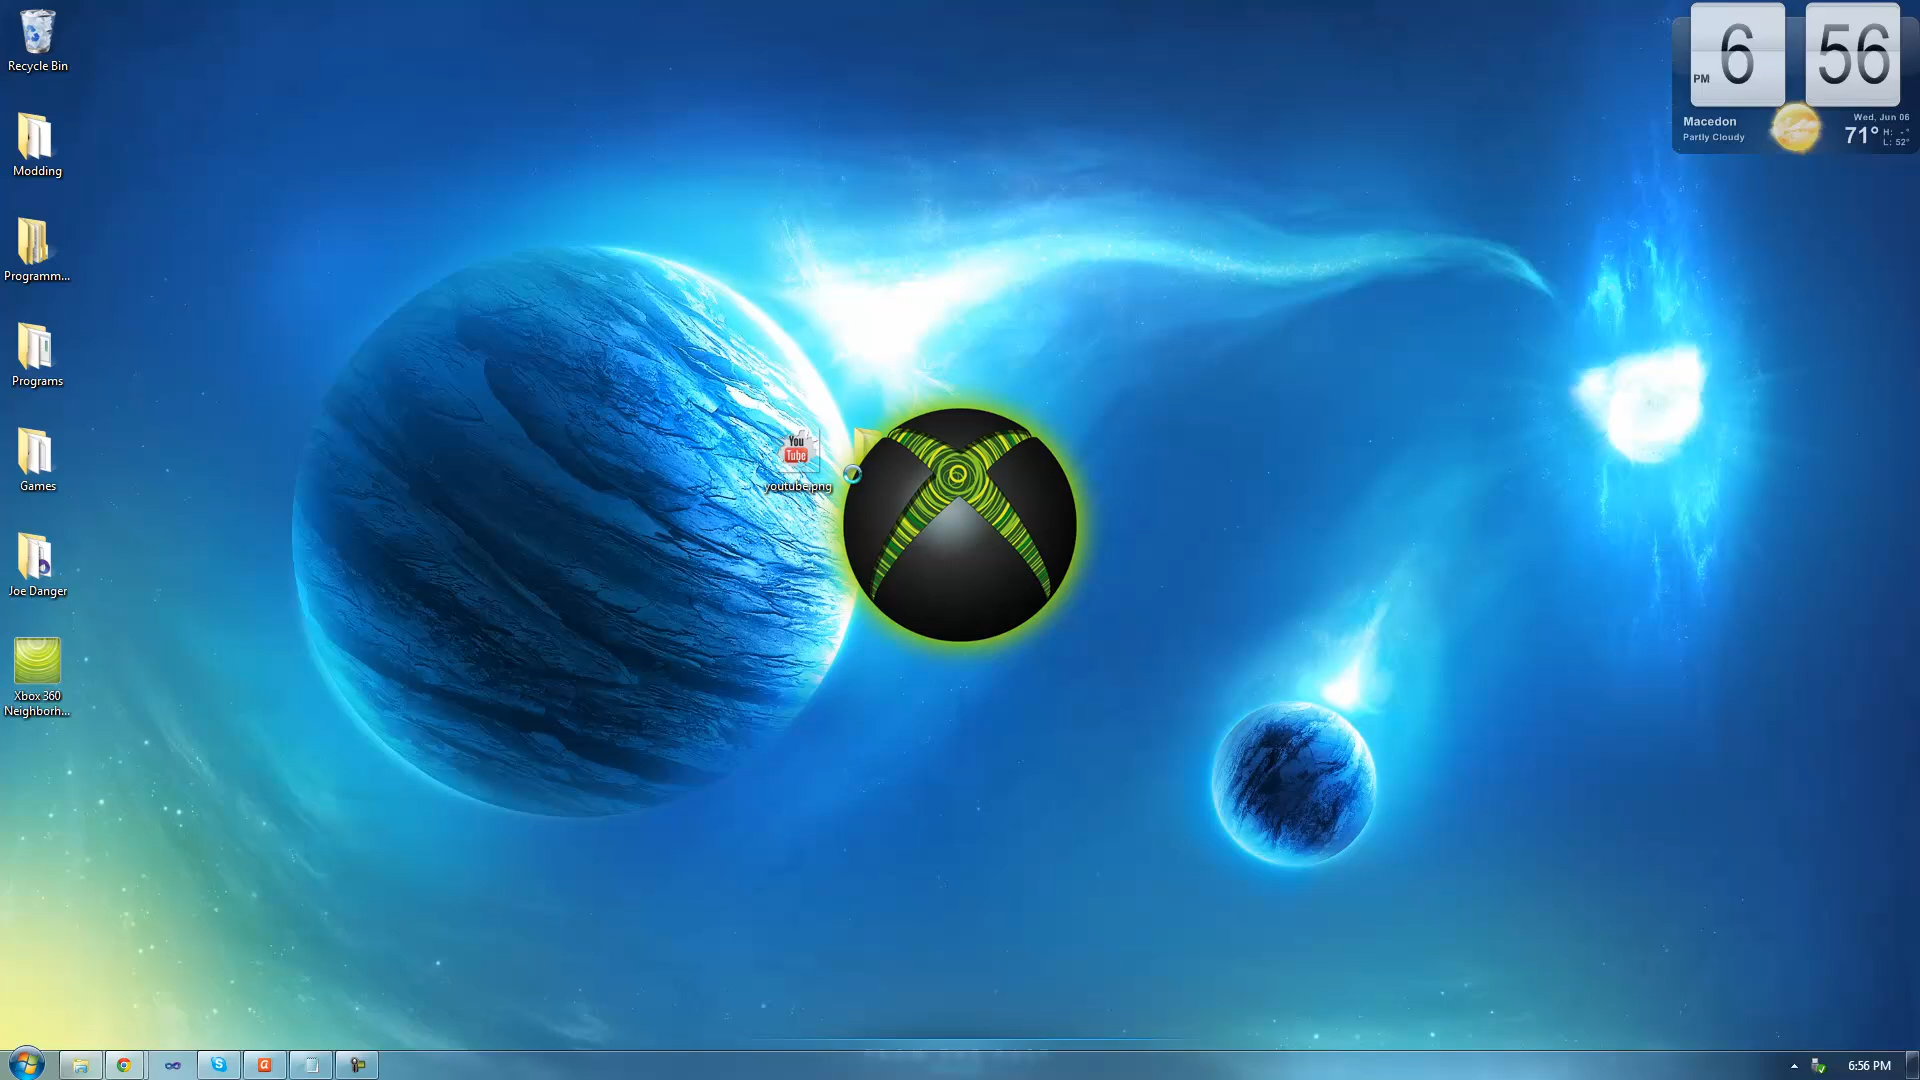 Recycle Bin
Modding
Programm...
Programs
Games
Joe Danger
Xbox 360
Neighborh...
You
Tube
youtube.png
PM
6
56
Macedon
Partly Cloudy
Wed, Jun 06
71°
H: -°
L: 52°
6:56 PM